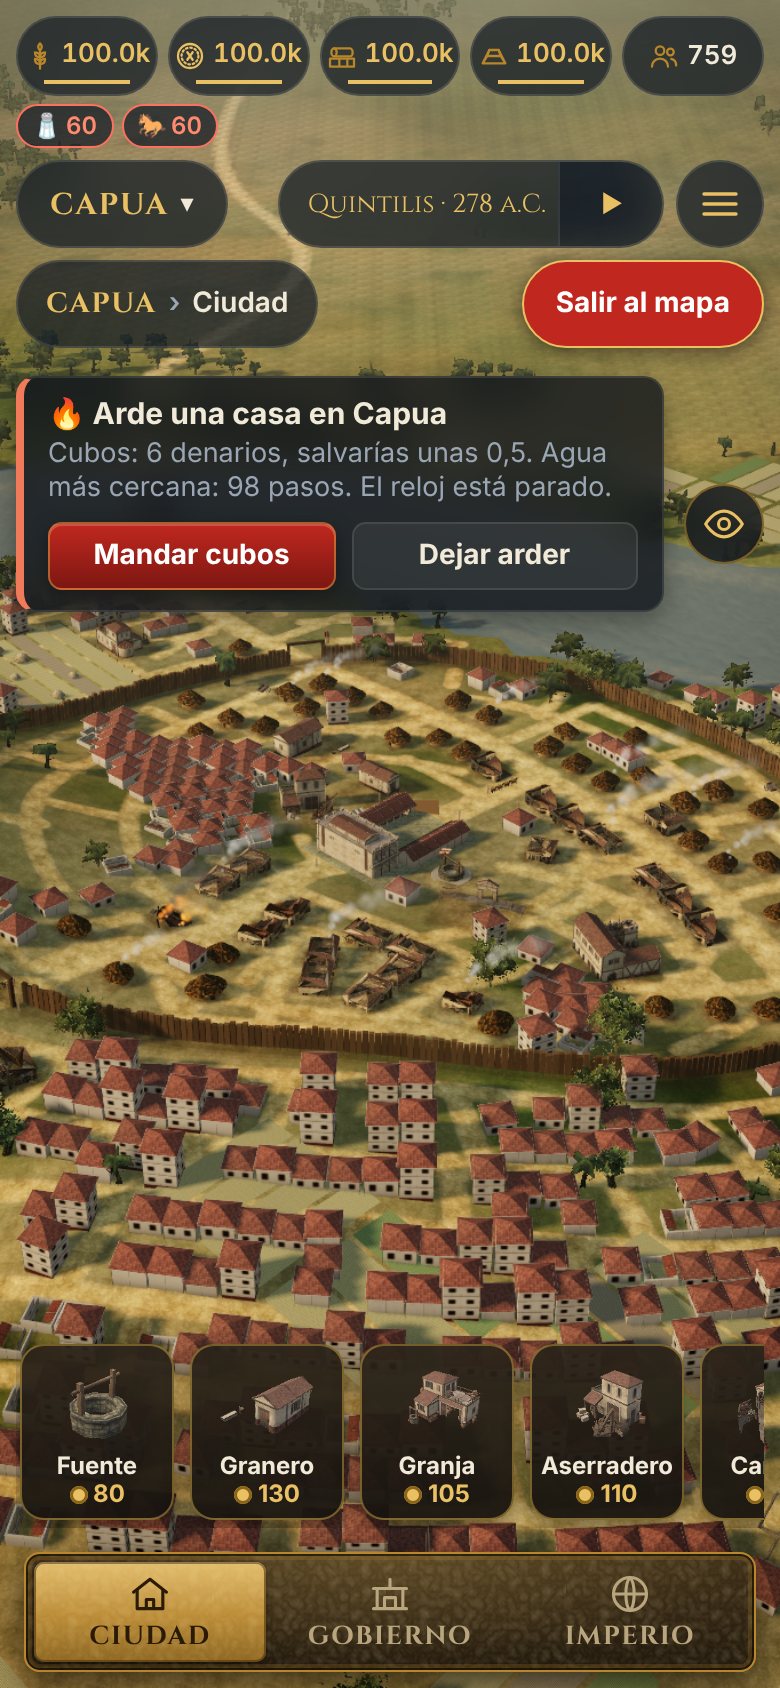 100.0k 100.0k 100.0k 100.0k 759
60 60
CAPUA ▾ QUINTILIS · 278 A.C.
CAPUA › Ciudad Salir al mapa
🔥 Arde una casa en Capua
Cubos: 6 denarios, salvarías unas 0,5. Agua
más cercana: 98 pasos. El reloj está parado.
Mandar cubos Dejar arder
Fuente Granero Granja Aserradero Ca
80 130 105 110
CIUDAD GOBIERNO IMPERIO